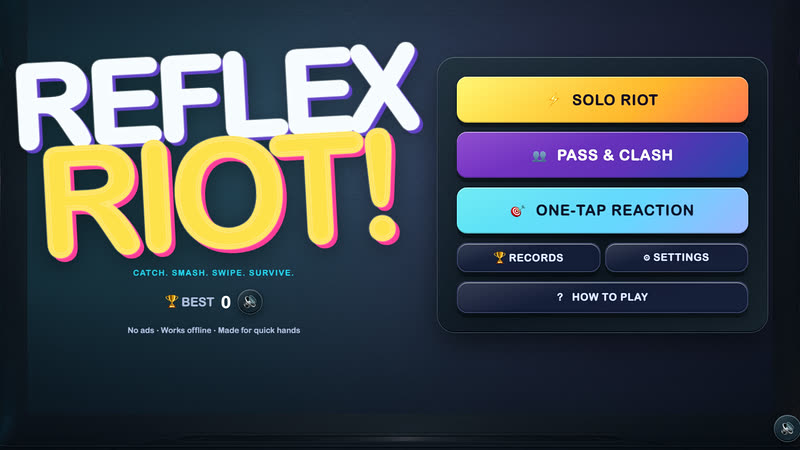 REFLEX
RIOT!
CATCH. SMASH. SWIPE. SURVIVE.
BEST 0
No ads · Works offline · Made for quick hands
SOLO RIOT
PASS & CLASH
ONE-TAP REACTION
RECORDS
SETTINGS
? HOW TO PLAY